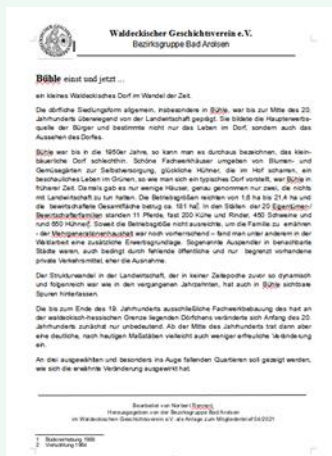 Waldeckischer Geschichtsverein e.V.
Bezirksgruppe Bad Arolsen
Bühle einst und jetzt ...
ein kleines Waldeckisches Dorf im Wandel der Zeit.
Die dörfliche Siedlungsform allgemein, insbesondere in Bühle, war bis zur Mitte des 20.
Jahrhunderts überwiegend von der Landwirtschaft geprägt. Sie bildete die Haupterwerbs-
quelle der Bürger und bestimmte nicht nur das Leben im Dorf, sondern auch das
Aussehen des Dorfes.
Bühle war bis in die 1950er Jahre, so kann man es durchaus bezeichnen, das klein-
bäuerliche Dorf schlechthin. Schöne Fachwerkhäuser umgeben von Blumen- und
Gemüsegärten zur Selbstversorgung, glückliche Hühner, die im Hof scharren, ein
beschauliches Leben im Grünen, so wie man sich ein typisches Dorf vorstellt, war Bühle in
früherer Zeit. Damals gab es nur wenige Häuser, genau genommen nur zwei, die nichts
mit Landwirtschaft zu tun hatten. Die Betriebsgrößen reichten von 1,8 ha bis 21,4 ha und
die bewirtschaftete Gesamtfläche betrug ca. 181 ha¹. In den Ställen der 20 Eigentümer-/
Bewirtschafterfamilien standen 11 Pferde, fast 200 Kühe und Rinder, 450 Schweine und
rund 650 Hühner². Soweit die Betriebsgröße nicht ausreichte, um die Familie zu ernähren
- der Mehrgenerationenhaushalt war noch vorherrschend – fand man unter anderem in der
Waldarbeit eine zusätzliche Erwerbsgrundlage. Sogenannte Auspendler in benachbarte
Städte waren, auch bedingt durch fehlende öffentliche und nur begrenzt vorhandene
private Verkehrsmittel, eher die Ausnahme.
Der Strukturwandel in der Landwirtschaft, der in keiner Zeitepoche zuvor so dynamisch
und folgenreich war wie in den vergangenen Jahrzehnten, hat auch in Bühle sichtbare
Spuren hinterlassen.
Die bis zum Ende des 19. Jahrhunderts ausschließliche Fachwerkbebauung des hart an
der waldeckisch-hessischen Grenze liegenden Dörfchens veränderte sich Anfang des 20.
Jahrhunderts zunächst nur unbedeutend. Ab der Mitte des Jahrhunderts trat dann aber
eine deutliche, nach heutigen Maßstäben vielleicht auch weniger erfreuliche Veränderung
ein.
An drei ausgewählten und besonders ins Auge fallenden Quartieren soll gezeigt werden,
wie sich die erwähnte Veränderung ausgewirkt hat.
Bearbeitet von Norbert
Herausgegeben von der Bezirksgruppe Bad Arolsen
im Waldeckischen Geschichtsverein e.V. als Anlage zum Mitgliederbrief 04/2021
1 Bodenerhebung 1966
2 Viehzählung 1964